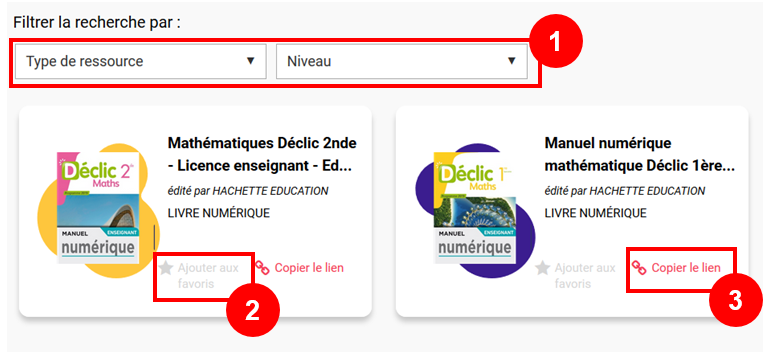 Filtrer la recherche par :
1
Type de ressource
Niveau
Mathématiques Déclic 2nde
- Licence enseignant - Ed...
édité par HACHETTE EDUCATION
LIVRE NUMÉRIQUE
Déclic 2de
Maths
MANUEL ENSEIGNANT
numérique
Ajouter aux
favoris
Copier le lien
2
Manuel numérique
mathématique Déclic 1ère...
édité par HACHETTE EDUCATION
LIVRE NUMÉRIQUE
Déclic 1
Maths
MANUEL ENSEIGNANT
numérique
Ajouter aux
favoris
Copier le lien
3